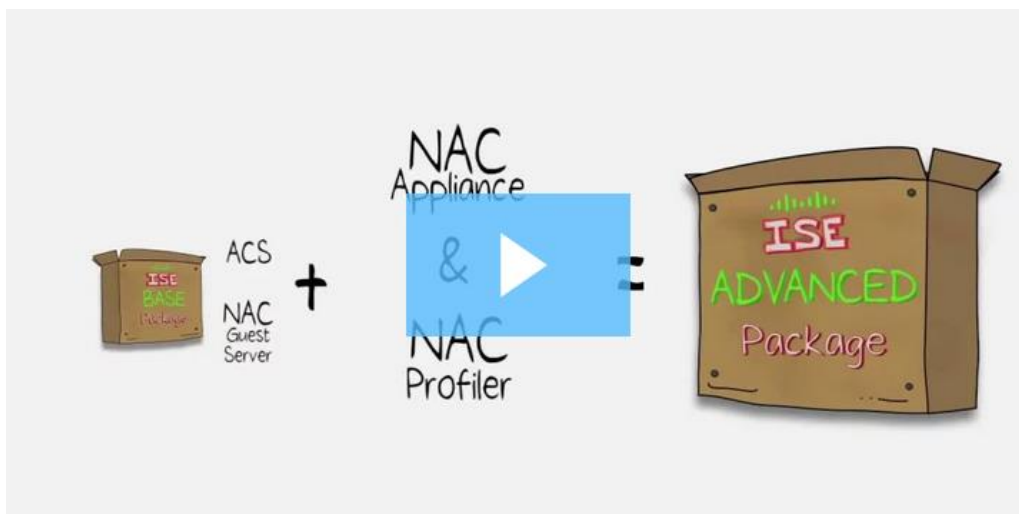 ISE
BASE
Package
ACS
NAC
Guest
Server
+
NAC
Appliance
&
NAC
Profiler
=
ISE
ADVANCED
Package